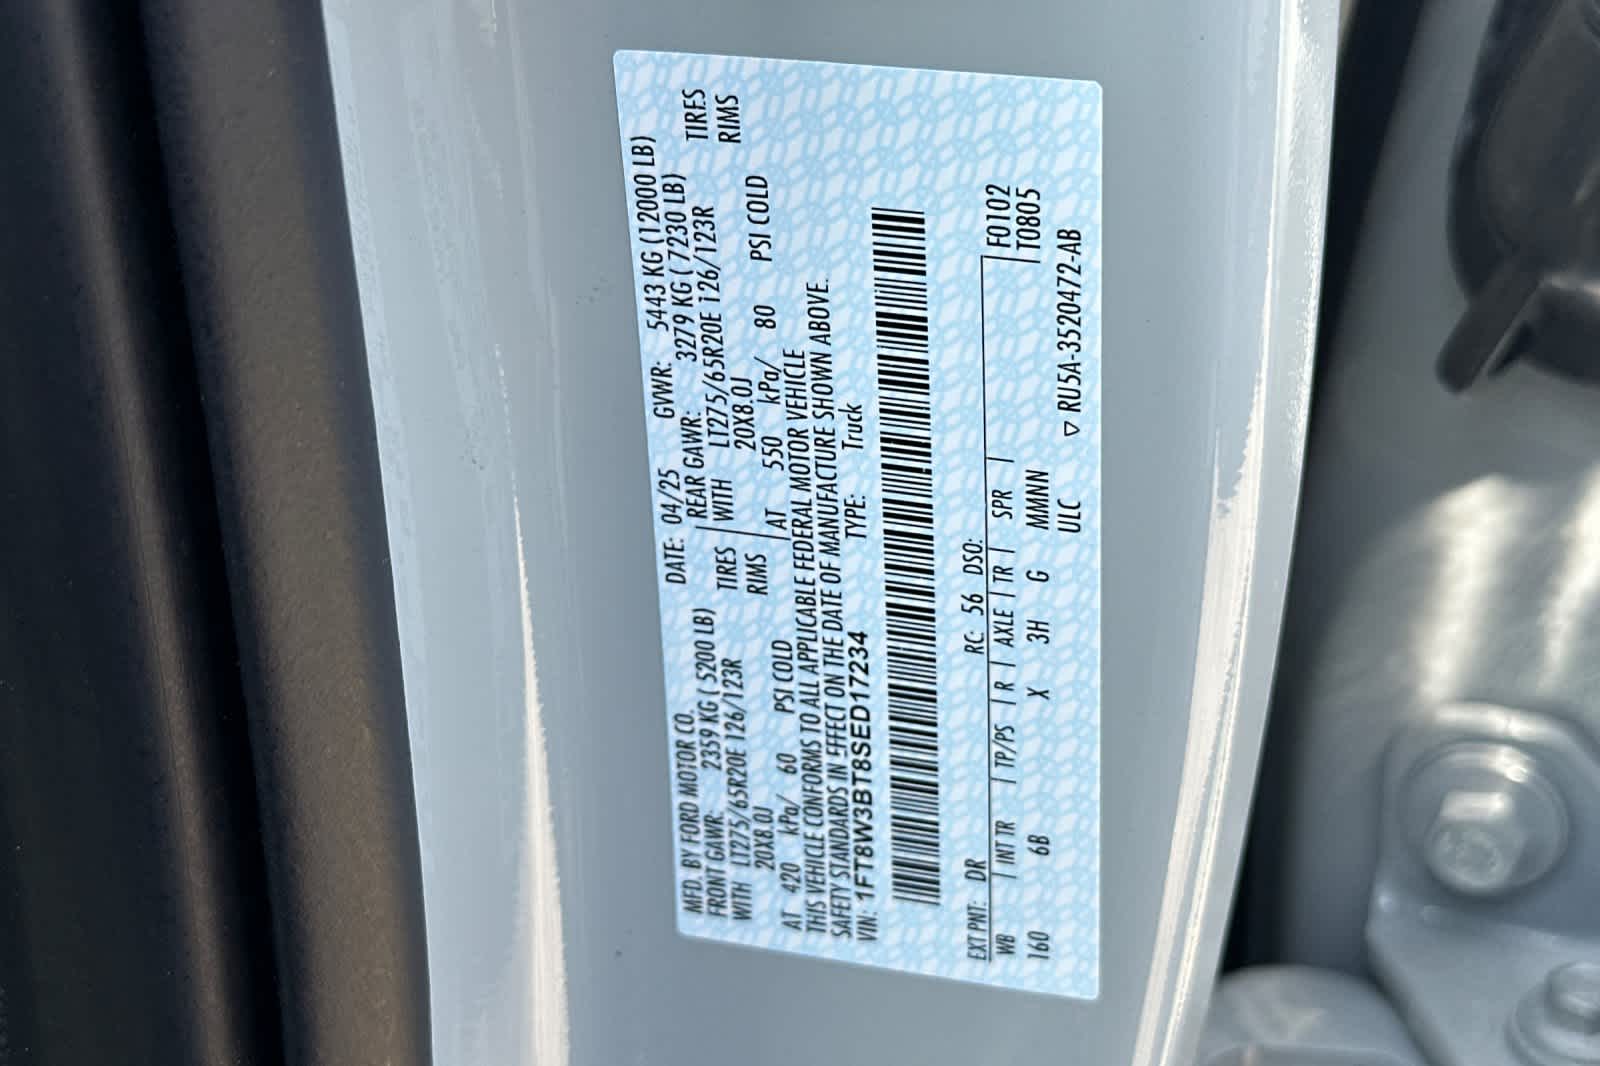 MFD. BY FORD MOTOR CO. DATE: 04/25 GVWR: 5443 KG (12000 LB)
FRONT GAWR: 2359 KG ( 5200 LB) REAR GAWR: 3279 KG ( 7230 LB)
WITH LT275/65R20E 126/123R TIRES WITH LT275/65R20E 126/123R TIRES
20X8.0J RIMS 20X8.0J RIMS
AT 420 kPa/ 60 PSI COLD AT 550 kPa/ 80 PSI COLD
THIS VEHICLE CONFORMS TO ALL APPLICABLE FEDERAL MOTOR VEHICLE
SAFETY STANDARDS IN EFFECT ON THE DATE OF MANUFACTURE SHOWN ABOVE.
VIN: 1FT8W3BT8SED17234 TYPE: Truck
EXT PNT: DR RC: 56 DSO:
WB INT TR TP/PS R AXLE TR SPR F0102
160 6B X 3H G MMNN T0805
ULC ▽ RU5A-3520472-AB